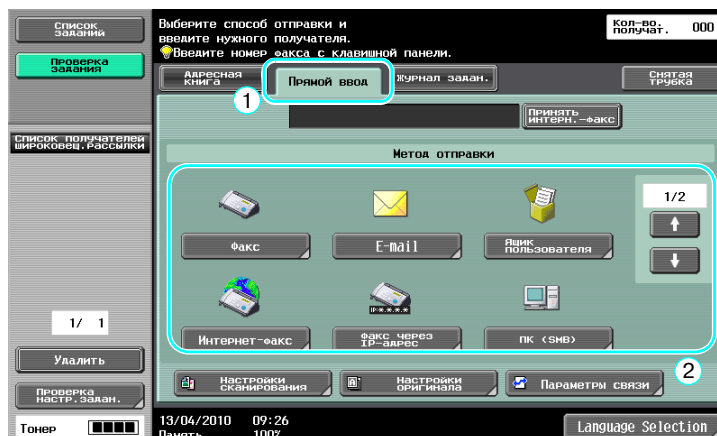 Список
заданий
Проверка
задания
Список получателей
широковещ.рассылки
1/ 1
Удалить
Проверка
настр.задан.
Тонер
Выберите способ отправки и
введите нужного получателя.
Введите номер факса с клавишной панели.
Кол-во.
получат. 000
Адресная
книга
Прямой ввод
Журнал задан.
Снятая
трубка
1
Принять
интерн.-факс
Метод отправки
Факс
E-mail
Ящик
пользователя
1/2
IP*.*.*.*
Интернет-факс
Факс через
IP-адрес
ПК (SMB)
2
Настройки
сканирования
Настройки
оригинала
Параметры связи
13/04/2010 09:26
Память 100%
Language Selection